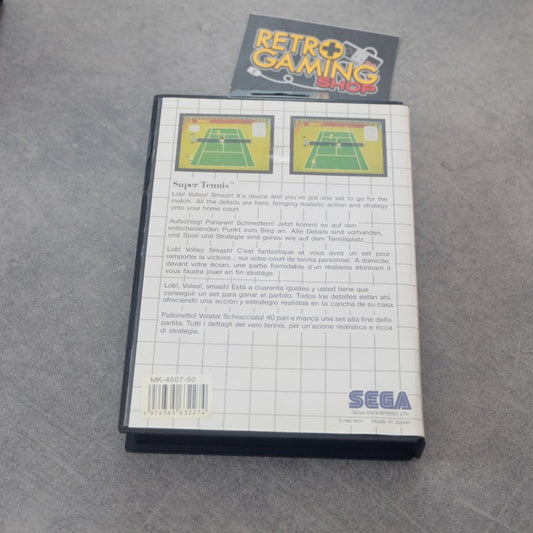 RETRO
GAMING
SHOP
Super Tennis™
Lob! Volley! Smash! It's deuce and you've got one set to go for the
match. All the details are here, bringing realistic action and strategy
onto your home court.
Aufschlag! Parieren! Schmettern! Jetzt kommt es auf den
entscheidenden Punkt zum Sieg an. Alle Details sind vorhanden,
und Spiel und Strategie sind genau wie auf dem Tennisplatz.
Lob! Volley Smash! C'est fantastique et vous avez un set pour
remporter la victoire... sur votre court de tennis personnel. A domicile,
devant votre écran, une partie formidable d'un réalisme étonnant il
vous faudra jouer en fin stratège.
Lob!, Volea!, smash! Está a cuarenta iguales y usted tiene que
conseguir un set para ganar el partido. Todos los detalles están ahí,
ofreciendo una acción y estrategia realistas en la cancha de su casa.
Pallonetto! Volata! Schiacciata! 40 pari e manca una set alla fine della
partita. Tutti i dettagli del vero tennis, per un'azione realistica e ricca
di strategie.
MK-4507-50
4 974365 632274
SEGA
SEGA ENTERPRISES LTD.
Made in Japan